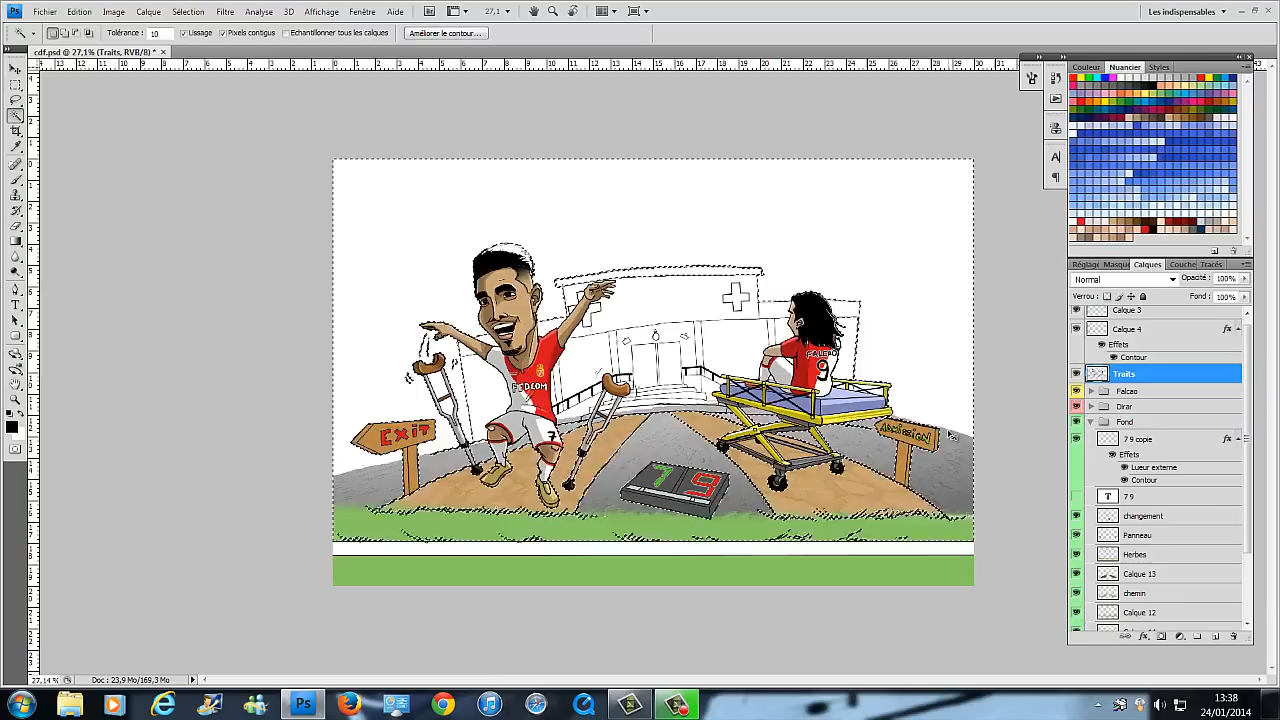 Fichier Edition Image Calque Sélection Filtre Analyse 3D Affichage Fenêtre Aide 27,1 Les indispensables
Tolérance : 10 Lissage Pixels contigus Echantillonner tous les calques Améliorer le contour...
cdf.psd @ 27,1% (Traits, RVB/8) *
Couleur Nuancier Styles
Réglage Masque Couche Tracés Calques
Normal Opacité : 100%
Verrou : Fond : 100%
Calque 3
Calque 4
Effets
Contour
Traits
Falcao
Dirar
Fond
7 9 copie
Effets
Lueur externe
Contour
7 9
changement
Panneau
Herbes
Calque 13
chemin
Calque 12
FALCAO
9
7
EXIT
ADMISSION
7 9
27,14 % Doc : 23,9 Mo/169,3 Mo
13:38
24/01/2014